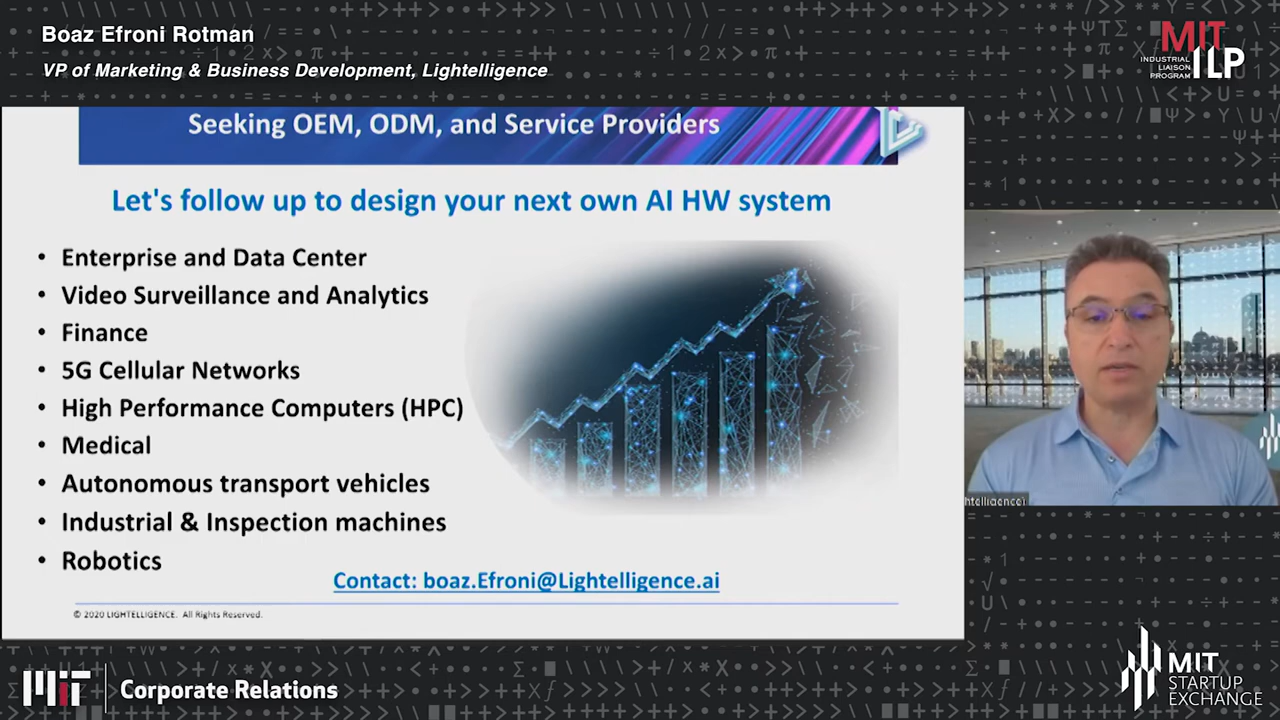 Boaz Efroni Rotman
VP of Marketing & Business Development, Lightelligence
MIT
INDUSTRIAL
LIAISON
PROGRAM
ILP
Seeking OEM, ODM, and Service Providers
Let's follow up to design your next own AI HW system
• Enterprise and Data Center
• Video Surveillance and Analytics
• Finance
• 5G Cellular Networks
• High Performance Computers (HPC)
• Medical
• Autonomous transport vehicles
• Industrial & Inspection machines
• Robotics
Contact: boaz.Efroni@Lightelligence.ai
© 2020 LIGHTELLIGENCE. All Rights Reserved.
htelligence)
MIT
Corporate Relations
MIT
STARTUP
EXCHANGE